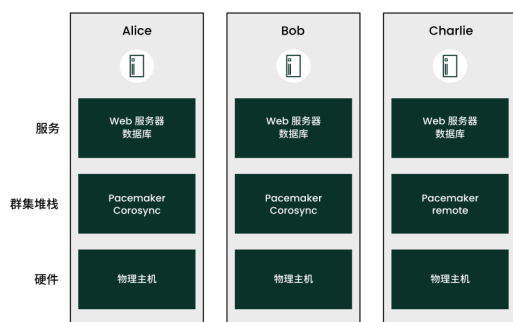 Alice
Bob
Charlie
服务
Web 服务器
数据库
Web 服务器
数据库
Web 服务器
数据库
群集堆栈
Pacemaker
Corosync
Pacemaker
Corosync
Pacemaker
remote
硬件
物理主机
物理主机
物理主机